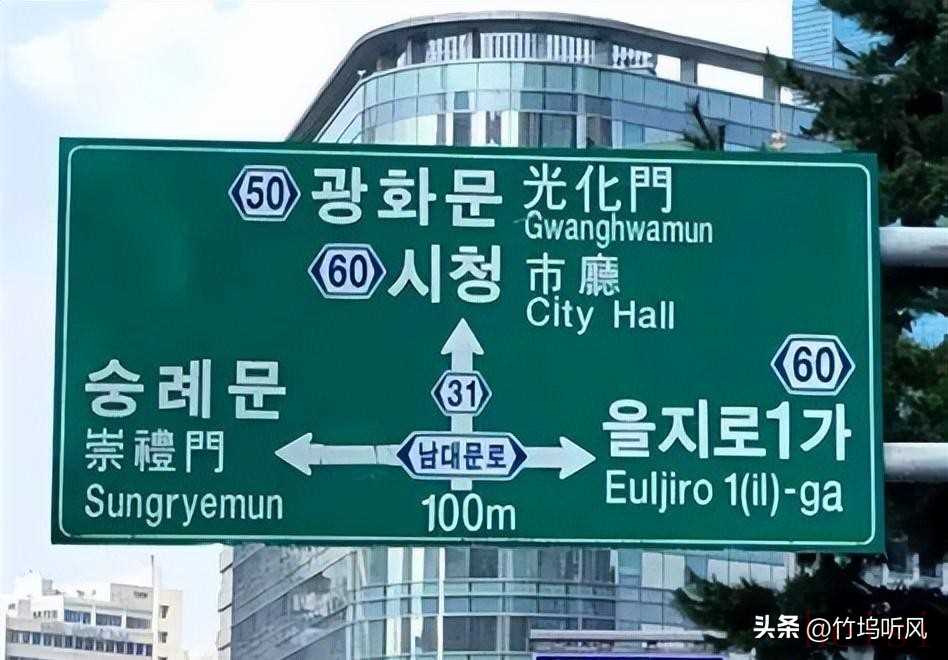 50 광화문 光化門
Gwanghwamun
60 시청 市廳
City Hall
31
60
숭례문
崇禮門
Sungryemun
남대문로
100m
을지로1가
Euljiro 1(il)-ga
头条 @竹坞听风